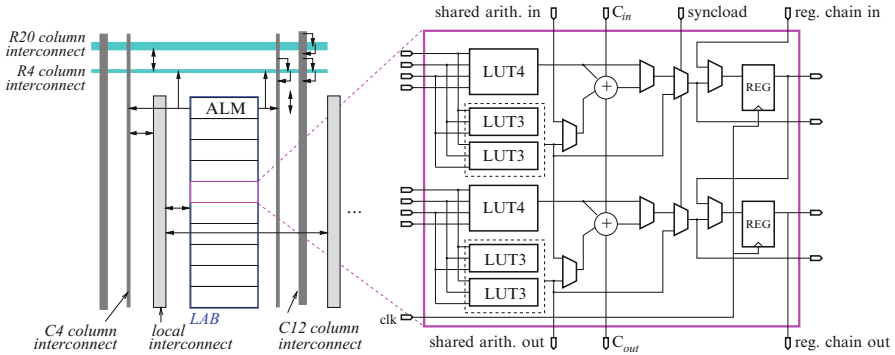 shared arith. in
C_in
syncload
reg. chain in
R20 column
interconnect
R4 column
interconnect
ALM
LUT4
LUT3
LUT3
REG
LUT4
LUT3
LUT3
REG
+
+
...
clk
C4 column
interconnect
local
interconnect
LAB
C12 column
interconnect
shared arith. out
C_out
reg. chain out